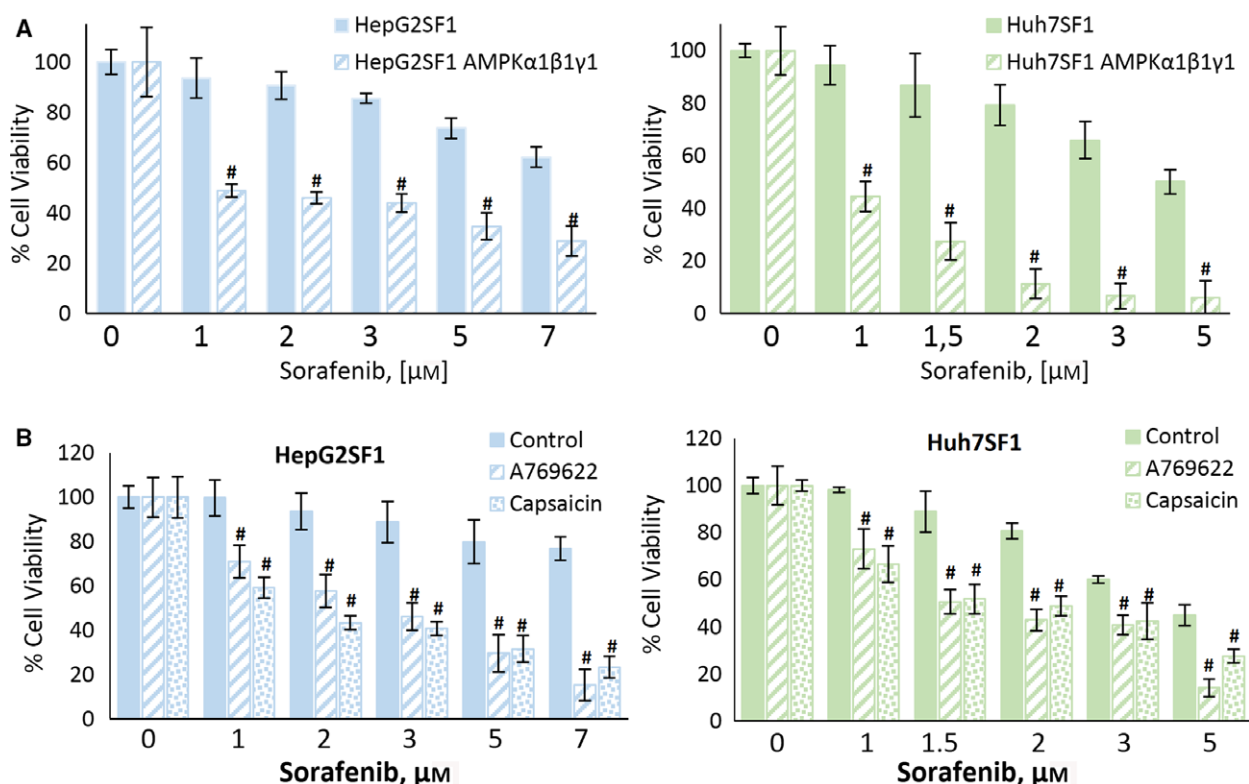 A
HepG2SF1
HepG2SF1 AMPKα1β1γ1
% Cell Viability
100
80
60
40
20
0
# # # # #
0 1 2 3 5 7
Sorafenib, [μM]
Huh7SF1
Huh7SF1 AMPKα1β1γ1
% Cell Viability
100
80
60
40
20
0
# # # # #
0 1 1,5 2 3 5
Sorafenib, [μM]
B
HepG2SF1
Control
A769622
Capsaicin
% Cell Viability
120
100
80
60
40
20
0
# # # # # # # # # #
0 1 2 3 5 7
Sorafenib, μM
Huh7SF1
Control
A769622
Capsaicin
% Cell Viability
120
100
80
60
40
20
0
# # # # # # # # # #
0 1 1.5 2 3 5
Sorafenib, μM